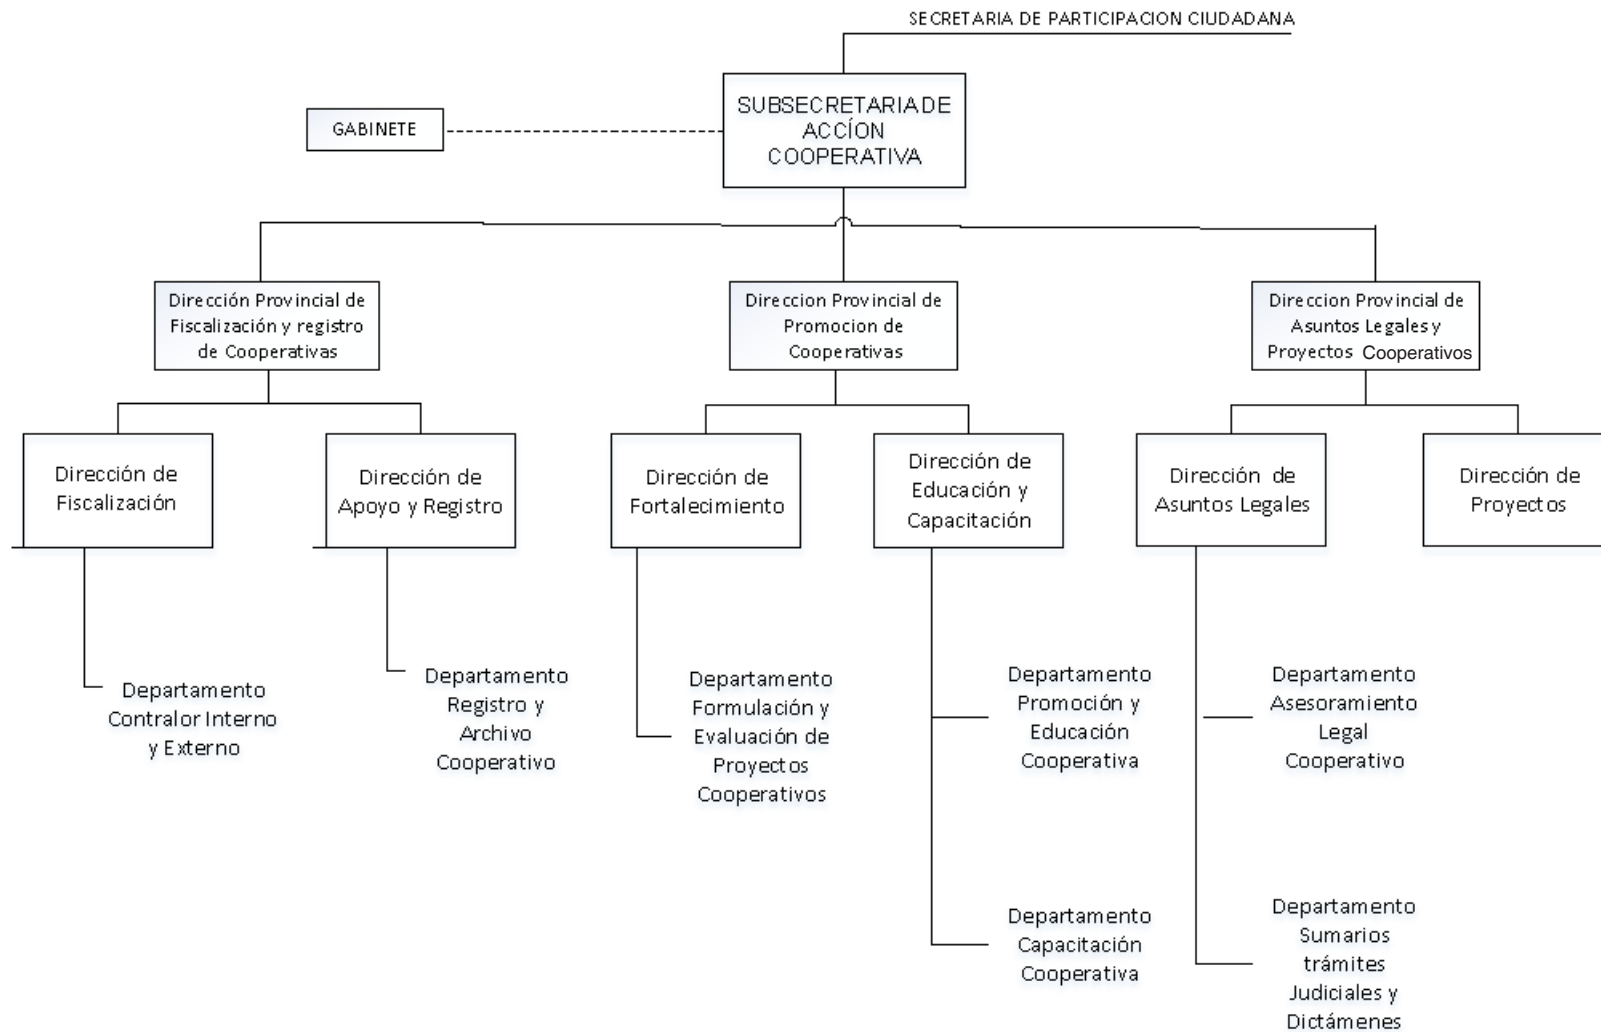 SECRETARIA DE PARTICIPACION CIUDADANA
SUBSECRETARIA DE
ACCÍON
COOPERATIVA
GABINETE
Dirección Provincial de
Fiscalización y registro
de Cooperativas
Direccion Provincial de
Promocion de
Cooperativas
Direccion Provincial de
Asuntos Legales y
Proyectos Cooperativos
Dirección de
Fiscalización
Dirección de
Apoyo y Registro
Dirección de
Fortalecimiento
Dirección de
Educación y
Capacitación
Dirección de
Asuntos Legales
Dirección de
Proyectos
Departamento
Contralor Interno
y Externo
Departamento
Registro y
Archivo
Cooperativo
Departamento
Formulación y
Evaluación de
Proyectos
Cooperativos
Departamento
Promoción y
Educación
Cooperativa
Departamento
Asesoramiento
Legal
Cooperativo
Departamento
Capacitación
Cooperativa
Departamento
Sumarios
trámites
Judiciales y
Dictámenes